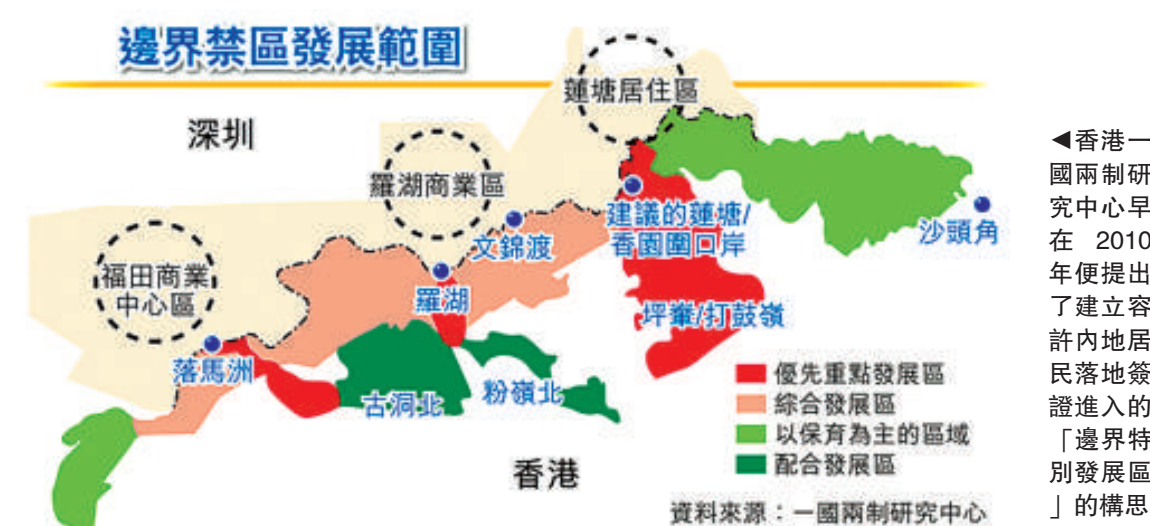 邊界禁區發展範圍
蓮塘居住區
深圳
羅湖商業區
建議的蓮塘/
香園圍口岸
沙頭角
文錦渡
福田商業
中心區
羅湖
坪輋/打鼓嶺
落馬洲
古洞北
粉嶺北
優先重點發展區
綜合發展區
以保育為主的區域
配合發展區
香港
資料來源：一國兩制研究中心
◀香港一
國兩制研
究中心早
在 2010
年便提出
了建立容
許內地居
民落地簽
證進入的
「邊界特
別發展區
」的構思